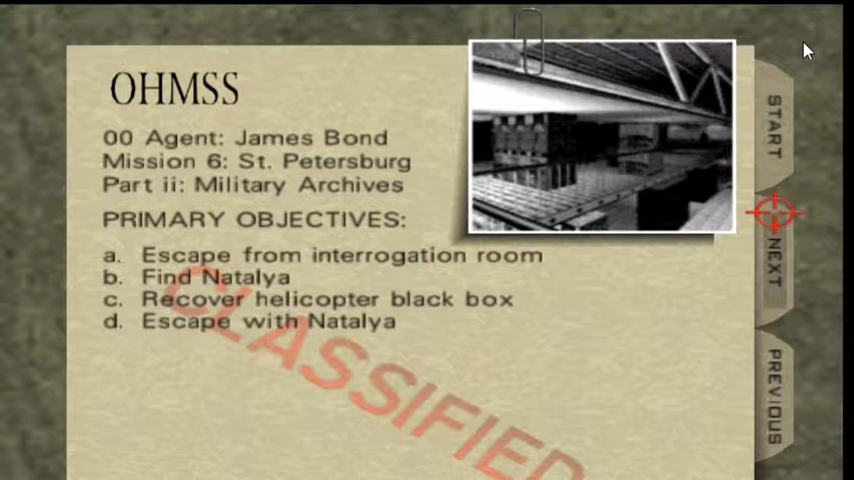 OHMSS
00 Agent: James Bond
Mission 6: St. Petersburg
Part ii: Military Archives
PRIMARY OBJECTIVES:
a. Escape from interrogation room
b. Find Natalya
c. Recover helicopter black box
d. Escape with Natalya
CLASSIFIED
START
NEXT
PREVIOUS